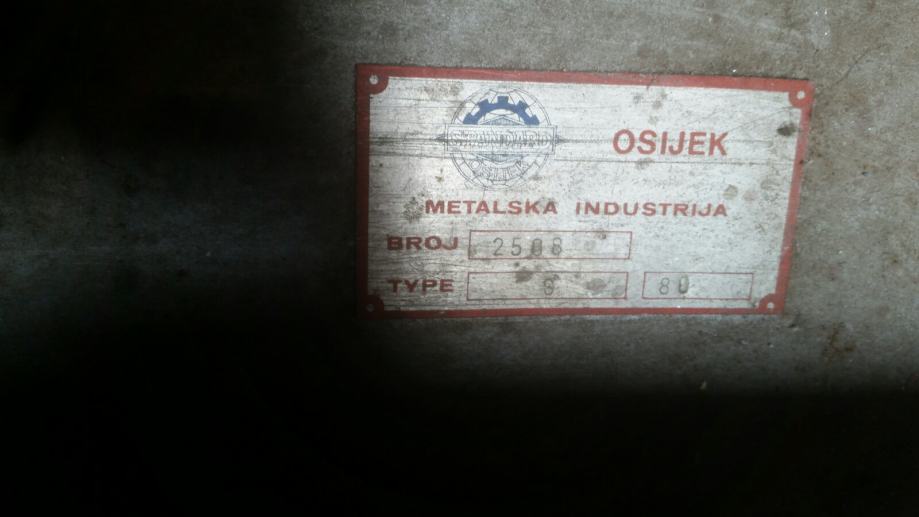 OSIJEK
METALSKA INDUSTRIJA
BROJ 2508
TYPE 6 80